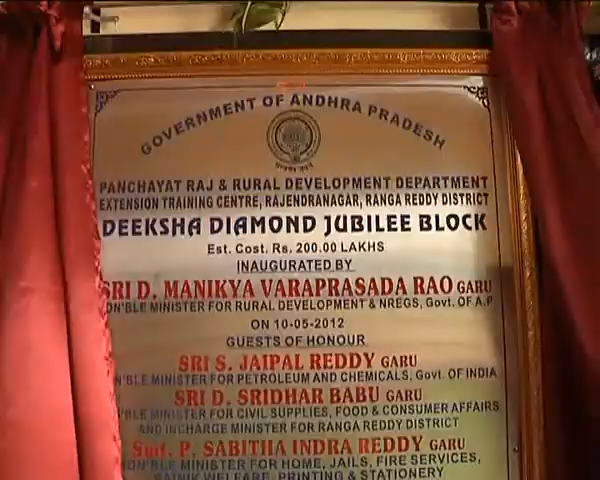 GOVERNMENT OF ANDHRA PRADESH
PANCHAYAT RAJ & RURAL DEVELOPMENT DEPARTMENT
EXTENSION TRAINING CENTRE, RAJENDRANAGAR, RANGA REDDY DISTRICT
DEEKSHA DIAMOND JUBILEE BLOCK
Est. Cost. Rs. 200.00 LAKHS
INAUGURATED BY
SRI D. MANIKYA VARAPRASADA RAO GARU
ON'BLE MINISTER FOR RURAL DEVELOPMENT & NREGS, Govt. OF A.P
ON 10-05-2012
GUESTS OF HONOUR
SRI S. JAIPAL REDDY GARU
N'BLE MINISTER FOR PETROLEUM AND CHEMICALS, Govt. OF INDIA
SRI D. SRIDHAR BABU GARU
'BLE MINISTER FOR CIVIL SUPPLIES, FOOD & CONSUMER AFFAIRS
AND INCHARGE MINISTER FOR RANGA REDDY DISTRICT
Smt. P. SABITHA INDRA REDDY GARU
ON'BLE MINISTER FOR HOME, JAILS, FIRE SERVICES,
SAINIK WELFARE, PRINTING & STATIONERY